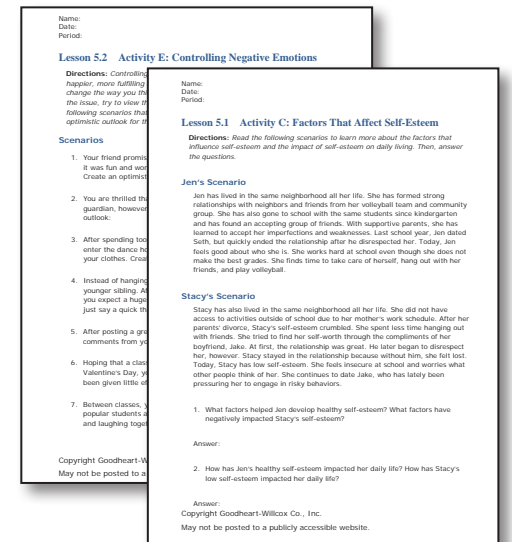 Name:
Date:
Period:
Lesson 5.2 Activity E: Controlling Negative Emotions
Directions: Controlling
happier, more fulfilling
change the way you thi
the issue, try to view th
following scenarios that
optimistic outlook for th
Scenarios
1. Your friend promis
It was fun and wor
Create an optimist
2. You are thrilled tha
guardian, however
outlook:
3. After spending too
enter the dance ho
your clothes. Creat
4. Instead of hanging
younger sibling. Af
you expect a huge
just say a quick th
5. After posting a gre
comments from yo
6. Hoping that a class
Valentine's Day, yo
been given little ef
7. Between classes, y
popular students a
and laughing toget
Copyright Goodheart-W
May not be posted to a
Name:
Date:
Period:
Lesson 5.1 Activity C: Factors That Affect Self-Esteem
Directions: Read the following scenarios to learn more about the factors that
influence self-esteem and the impact of self-esteem on daily living. Then, answer
the questions.
Jen's Scenario
Jen has lived in the same neighborhood all her life. She has formed strong
relationships with neighbors and friends from her volleyball team and community
group. She has also gone to school with the same students since kindergarten
and has found an accepting group of friends. With supportive parents, she has
learned to accept her imperfections and weaknesses. Last school year, Jen dated
Seth, but quickly ended the relationship after he disrespected her. Today, Jen
feels good about who she is. She works hard at school even though she does not
make the best grades. She finds time to take care of herself, hang out with her
friends, and play volleyball.
Stacy's Scenario
Stacy has also lived in the same neighborhood all her life. She did not have
access to activities outside of school due to her mother's work schedule. After her
parents' divorce, Stacy's self-esteem crumbled. She spent less time hanging out
with friends. She tried to find her self-worth through the compliments of her
boyfriend, Jake. At first, the relationship was great. He later began to disrespect
her, however. Stacy stayed in the relationship because without him, she felt lost.
Today, Stacy has low self-esteem. She feels insecure at school and worries what
other people think of her. She continues to date Jake, who has lately been
pressuring her to engage in risky behaviors.
1. What factors helped Jen develop healthy self-esteem? What factors have
negatively impacted Stacy's self-esteem?
Answer:
2. How has Jen's healthy self-esteem impacted her daily life? How has Stacy's
low self-esteem impacted her daily life?
Answer:
Copyright Goodheart-Willcox Co., Inc.
May not be posted to a publicly accessible website.